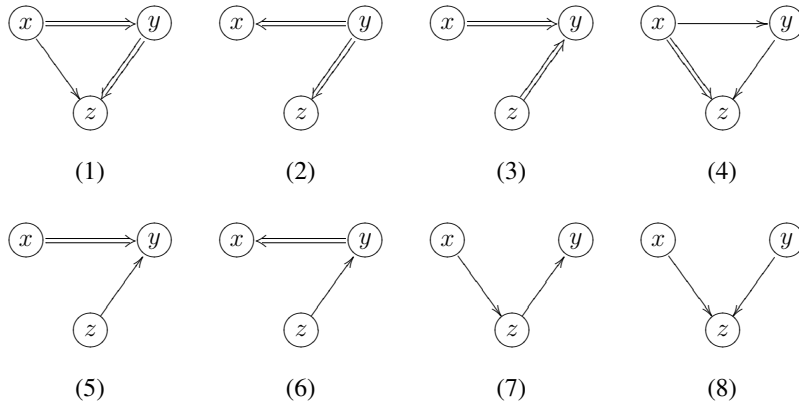 x y x y x y x y
z z z z
(1) (2) (3) (4)
x y x y x y x y
z z z z
(5) (6) (7) (8)